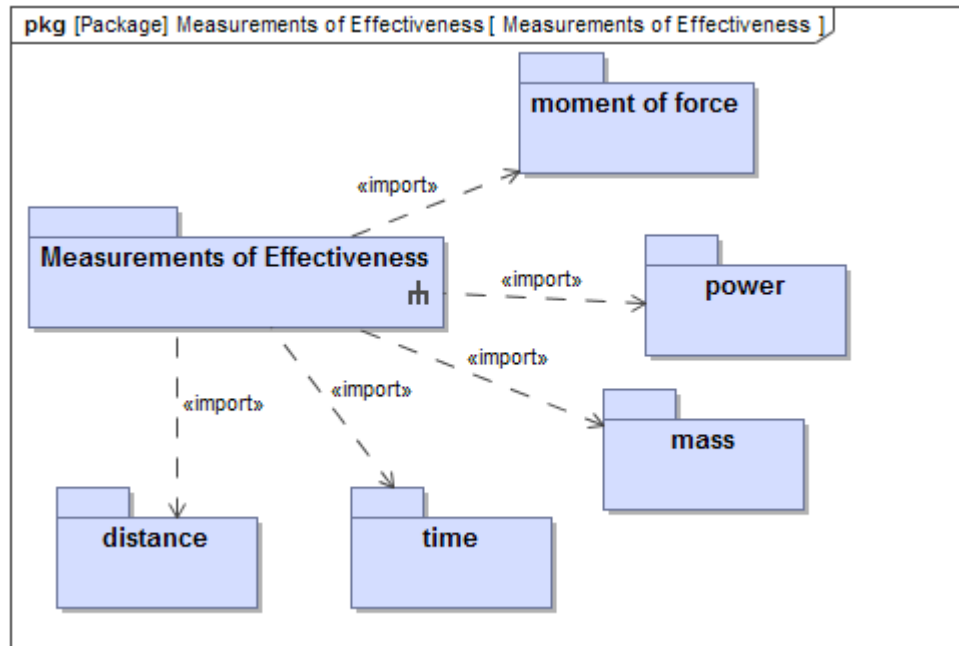 pkg [Package] Measurements of Effectiveness [ Measurements of Effectiveness ]
moment of force
«import»
Measurements of Effectiveness
«import»
power
«import»
mass
«import»
«import»
distance
time